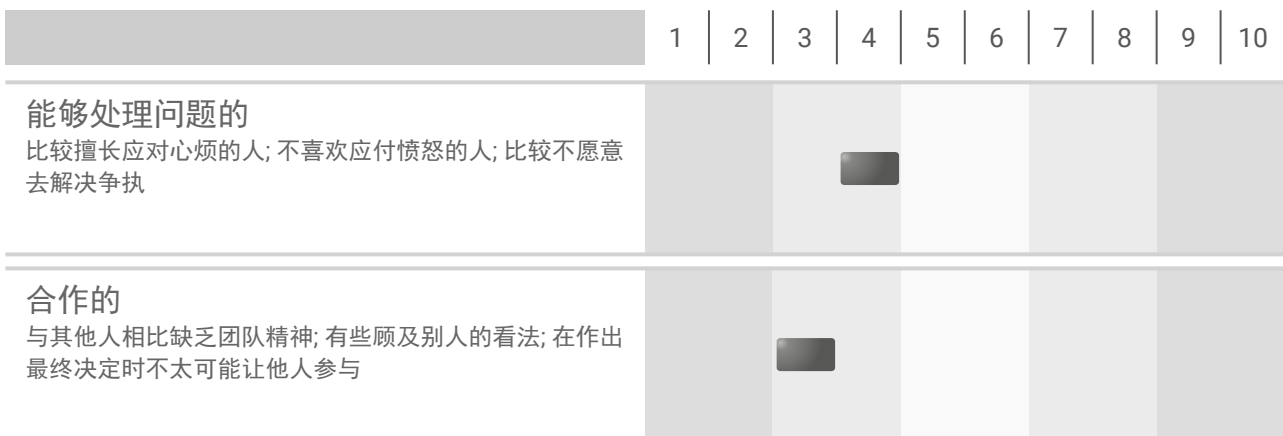 1 2 3 4 5 6 7 8 9 10
能够处理问题的
比较擅长应对心烦的人; 不喜欢应付愤怒的人; 比较不愿意
去解决争执
合作的
与其他人相比缺乏团队精神; 有些顾及别人的看法; 在作出
最终决定时不太可能让他人参与